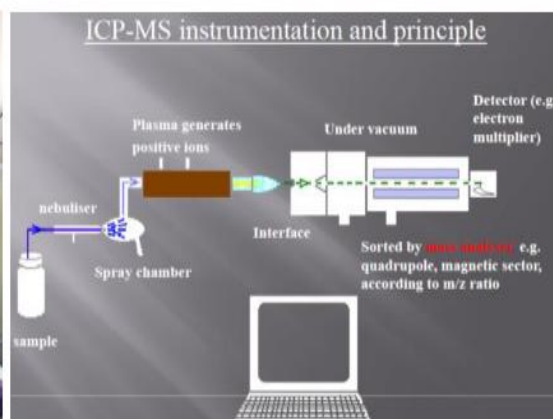 ICP-MS instrumentation and principle
Detector (e.g
electron
multiplier)
Plasma generates
positive ions
Under vacuum
nebuliser
Interface
Spray chamber
Sorted by mass analyser e.g.
quadrupole, magnetic sector,
according to m/z ratio
sample